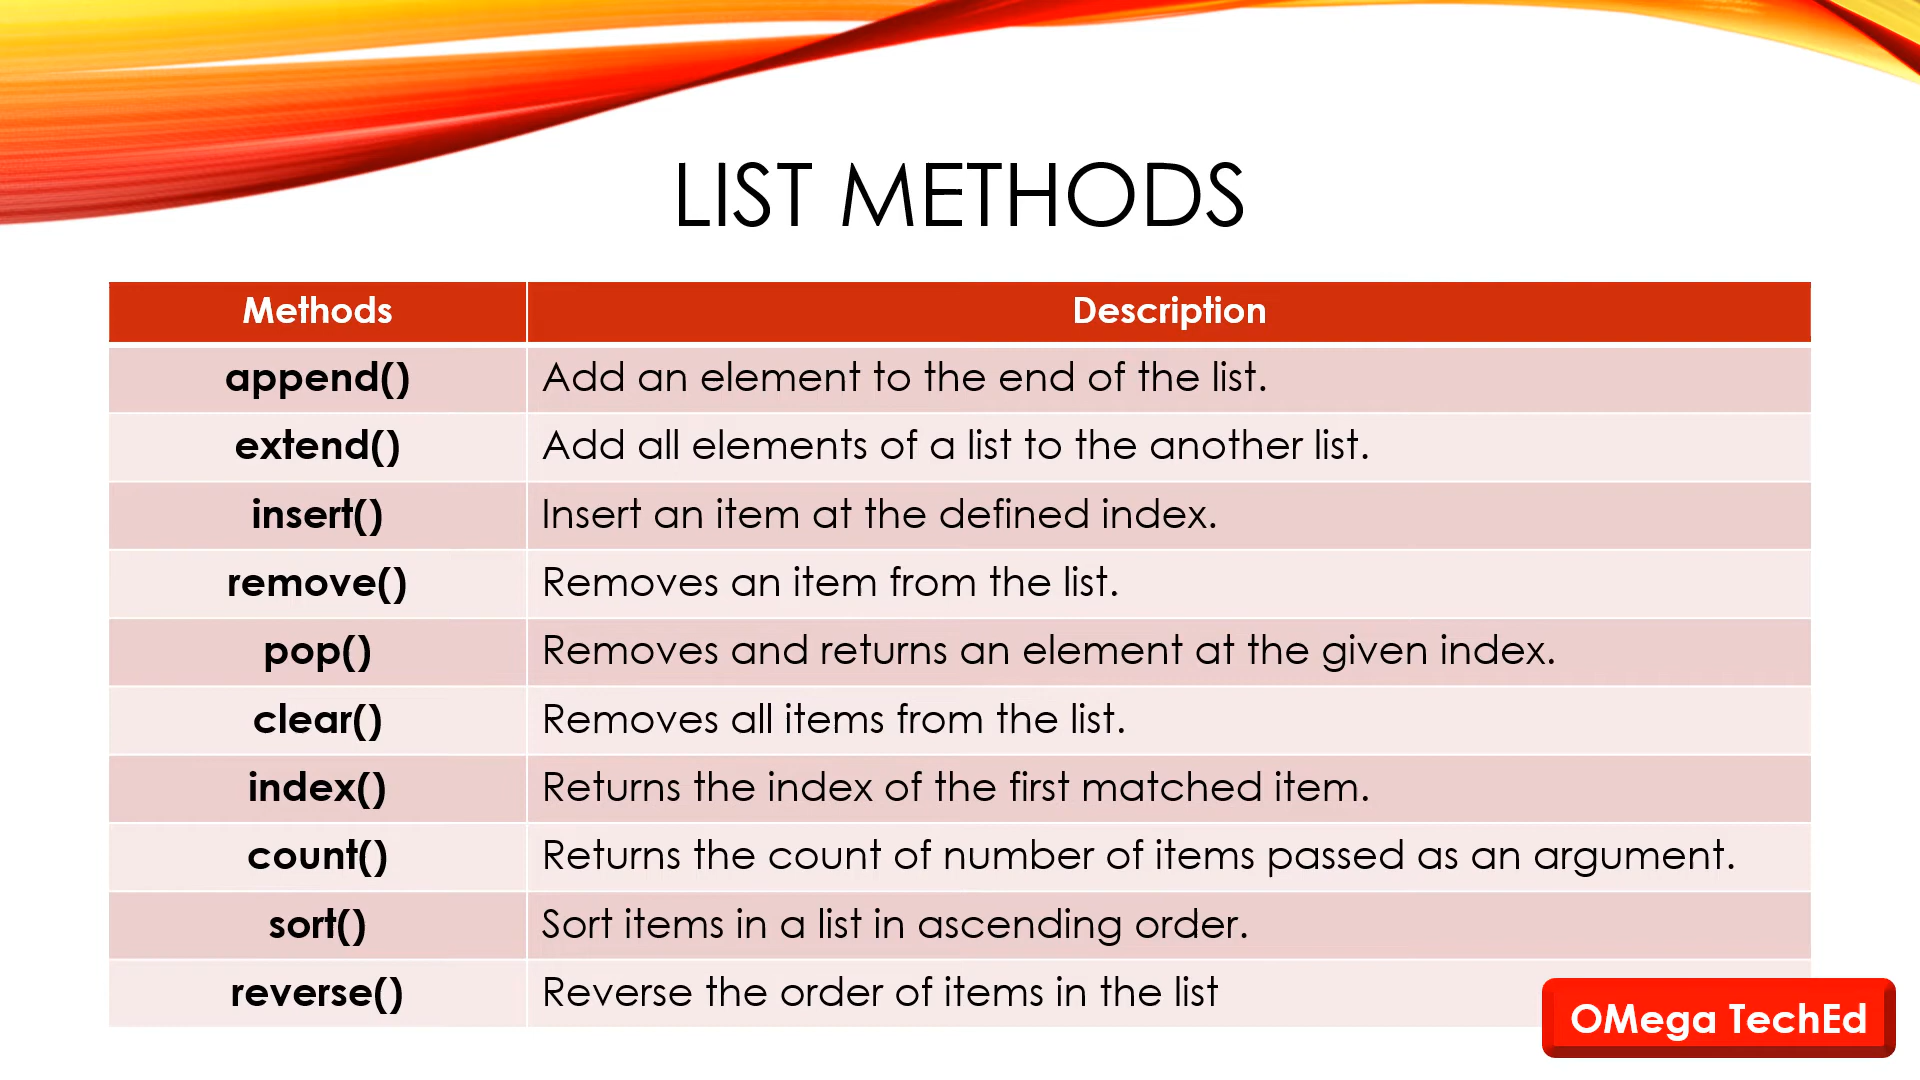 LIST METHODS
Methods Description
append() Add an element to the end of the list.
extend() Add all elements of a list to the another list.
insert() Insert an item at the defined index.
remove() Removes an item from the list.
pop() Removes and returns an element at the given index.
clear() Removes all items from the list.
index() Returns the index of the first matched item.
count() Returns the count of number of items passed as an argument.
sort() Sort items in a list in ascending order.
reverse() Reverse the order of items in the list
OMega TechEd